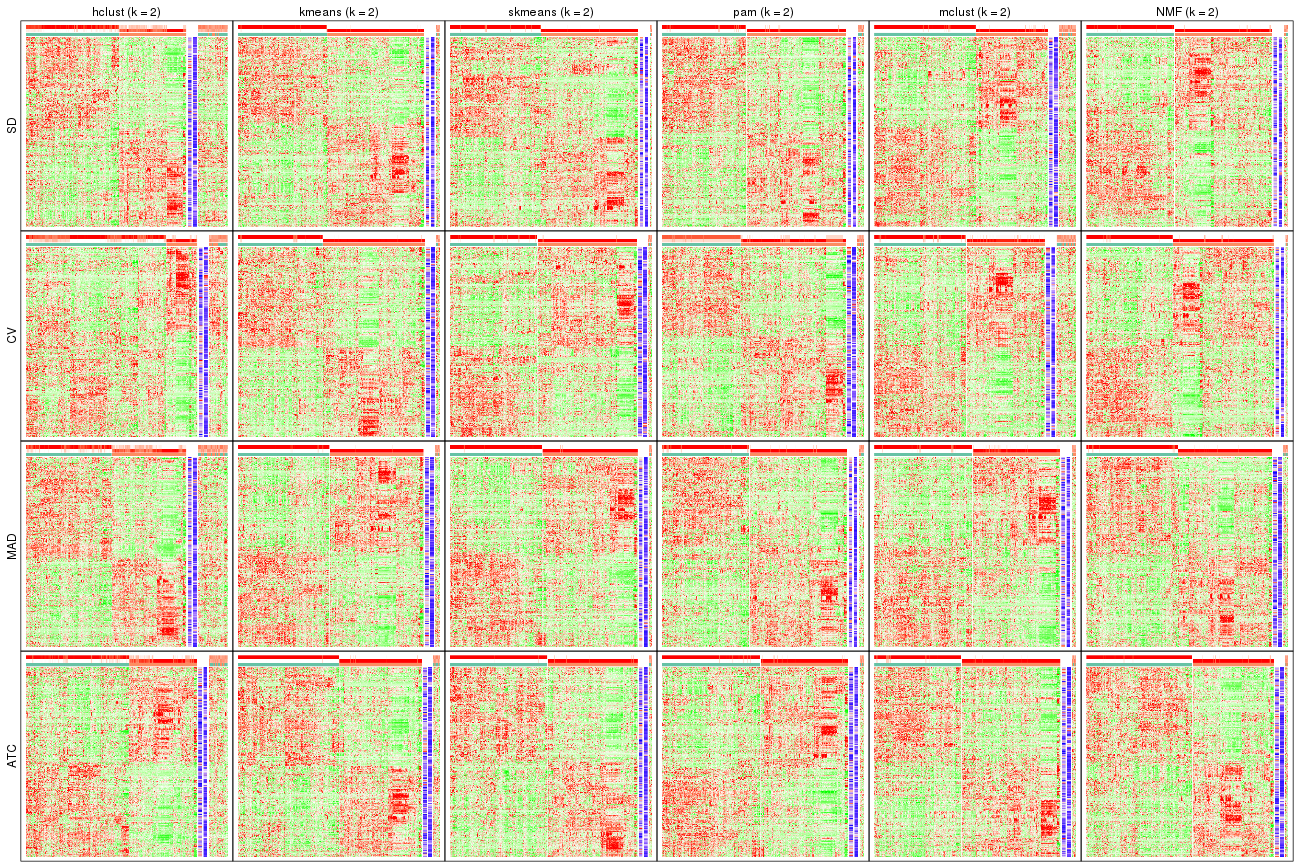 hclust (k = 2) kmeans (k = 2) skmeans (k = 2) pam (k = 2) mclust (k = 2) NMF (k = 2)
SD
CV
MAD
ATC